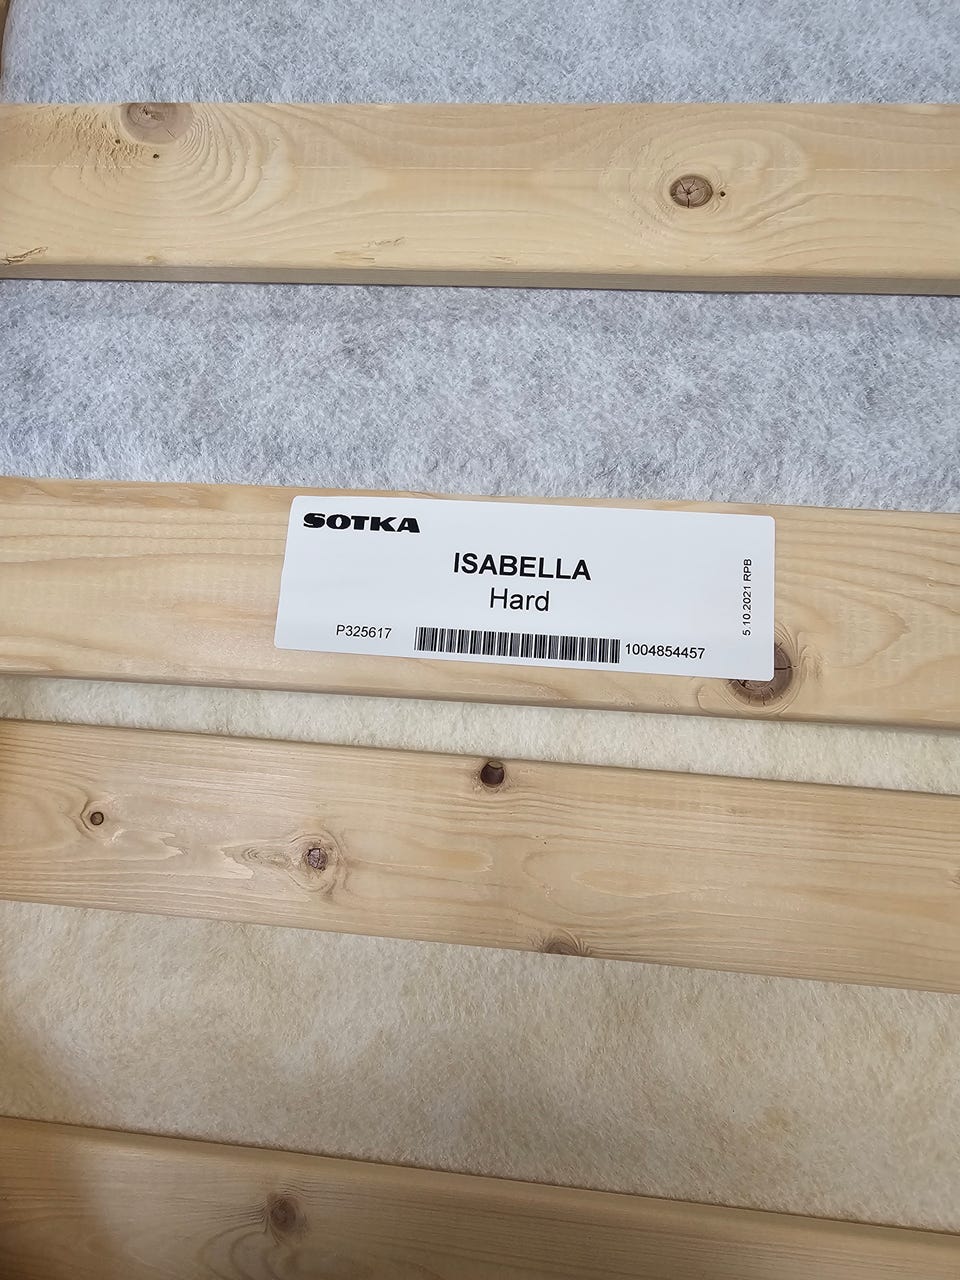 SOTKA
ISABELLA
Hard
P325617
1004854457
5.10.2021 RPB